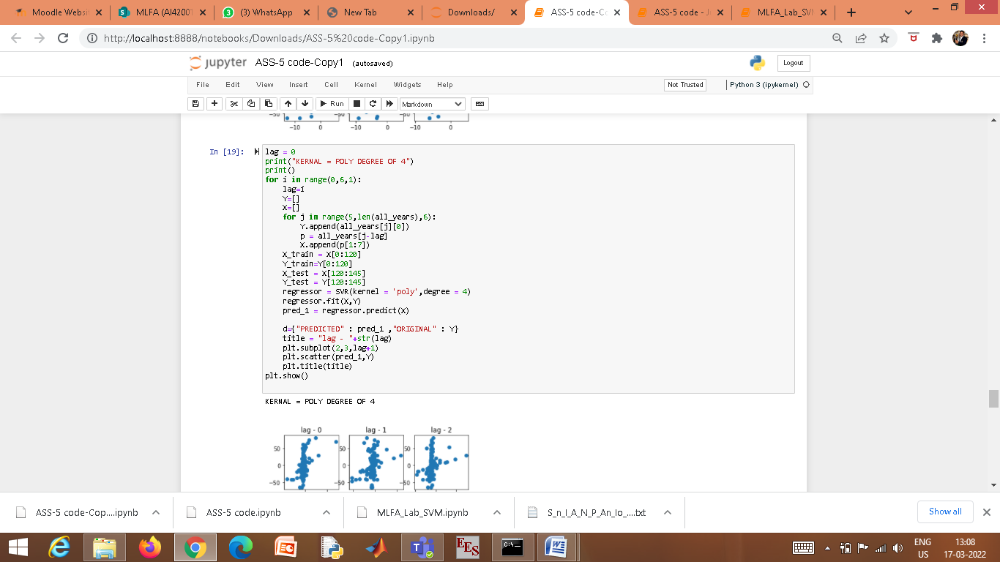 Moodle Websi
MLFA (AI4200
(3) WhatsApp
New Tab
Downloads/
ASS-5 code-Co
ASS-5 code - J
MLFA_Lab_SV
http://localhost:8888/notebooks/Downloads/ASS-5%20code-Copy1.ipynb
jupyter ASS-5 code-Copy1 (autosaved)
Logout
File Edit View Insert Cell Kernel Widgets Help
Not Trusted
Python 3 (ipykernel)
Run
Markdown
-50
-10 0 -10 0 -10 0
In [19]:
lag = 0
print("KERNAL = POLY DEGREE OF 4")
print()
for i in range(0,6,1):
    lag=i
    Y=[]
    X=[]
    for j in range(5,len(all_years),6):
        Y.append(all_years[j][0])
        p = all_years[j-lag]
        X.append(p[1:7])
    X_train = X[0:120]
    Y_train=Y[0:120]
    X_test = X[120:145]
    Y_test = Y[120:145]
    regressor = SVR(kernel = 'poly',degree = 4)
    regressor.fit(X,Y)
    pred_1 = regressor.predict(X)
    d={"PREDICTED" : pred_1 ,"ORIGINAL" : Y}
    title = "lag - "+str(lag)
    plt.subplot(2,3,lag+1)
    plt.scatter(pred_1,Y)
    plt.title(title)
plt.show()
KERNAL = POLY DEGREE OF 4
lag - 0 lag - 1 lag - 2
50 50 50
0 0 0
-50 -50 -50
ASS-5 code-Cop....ipynb
ASS-5 code.ipynb
MLFA_Lab_SVM.ipynb
S_n_I_A_N_P_An_Io_....txt
Show all
EES
C:\
ENG
US
13:08
17-03-2022